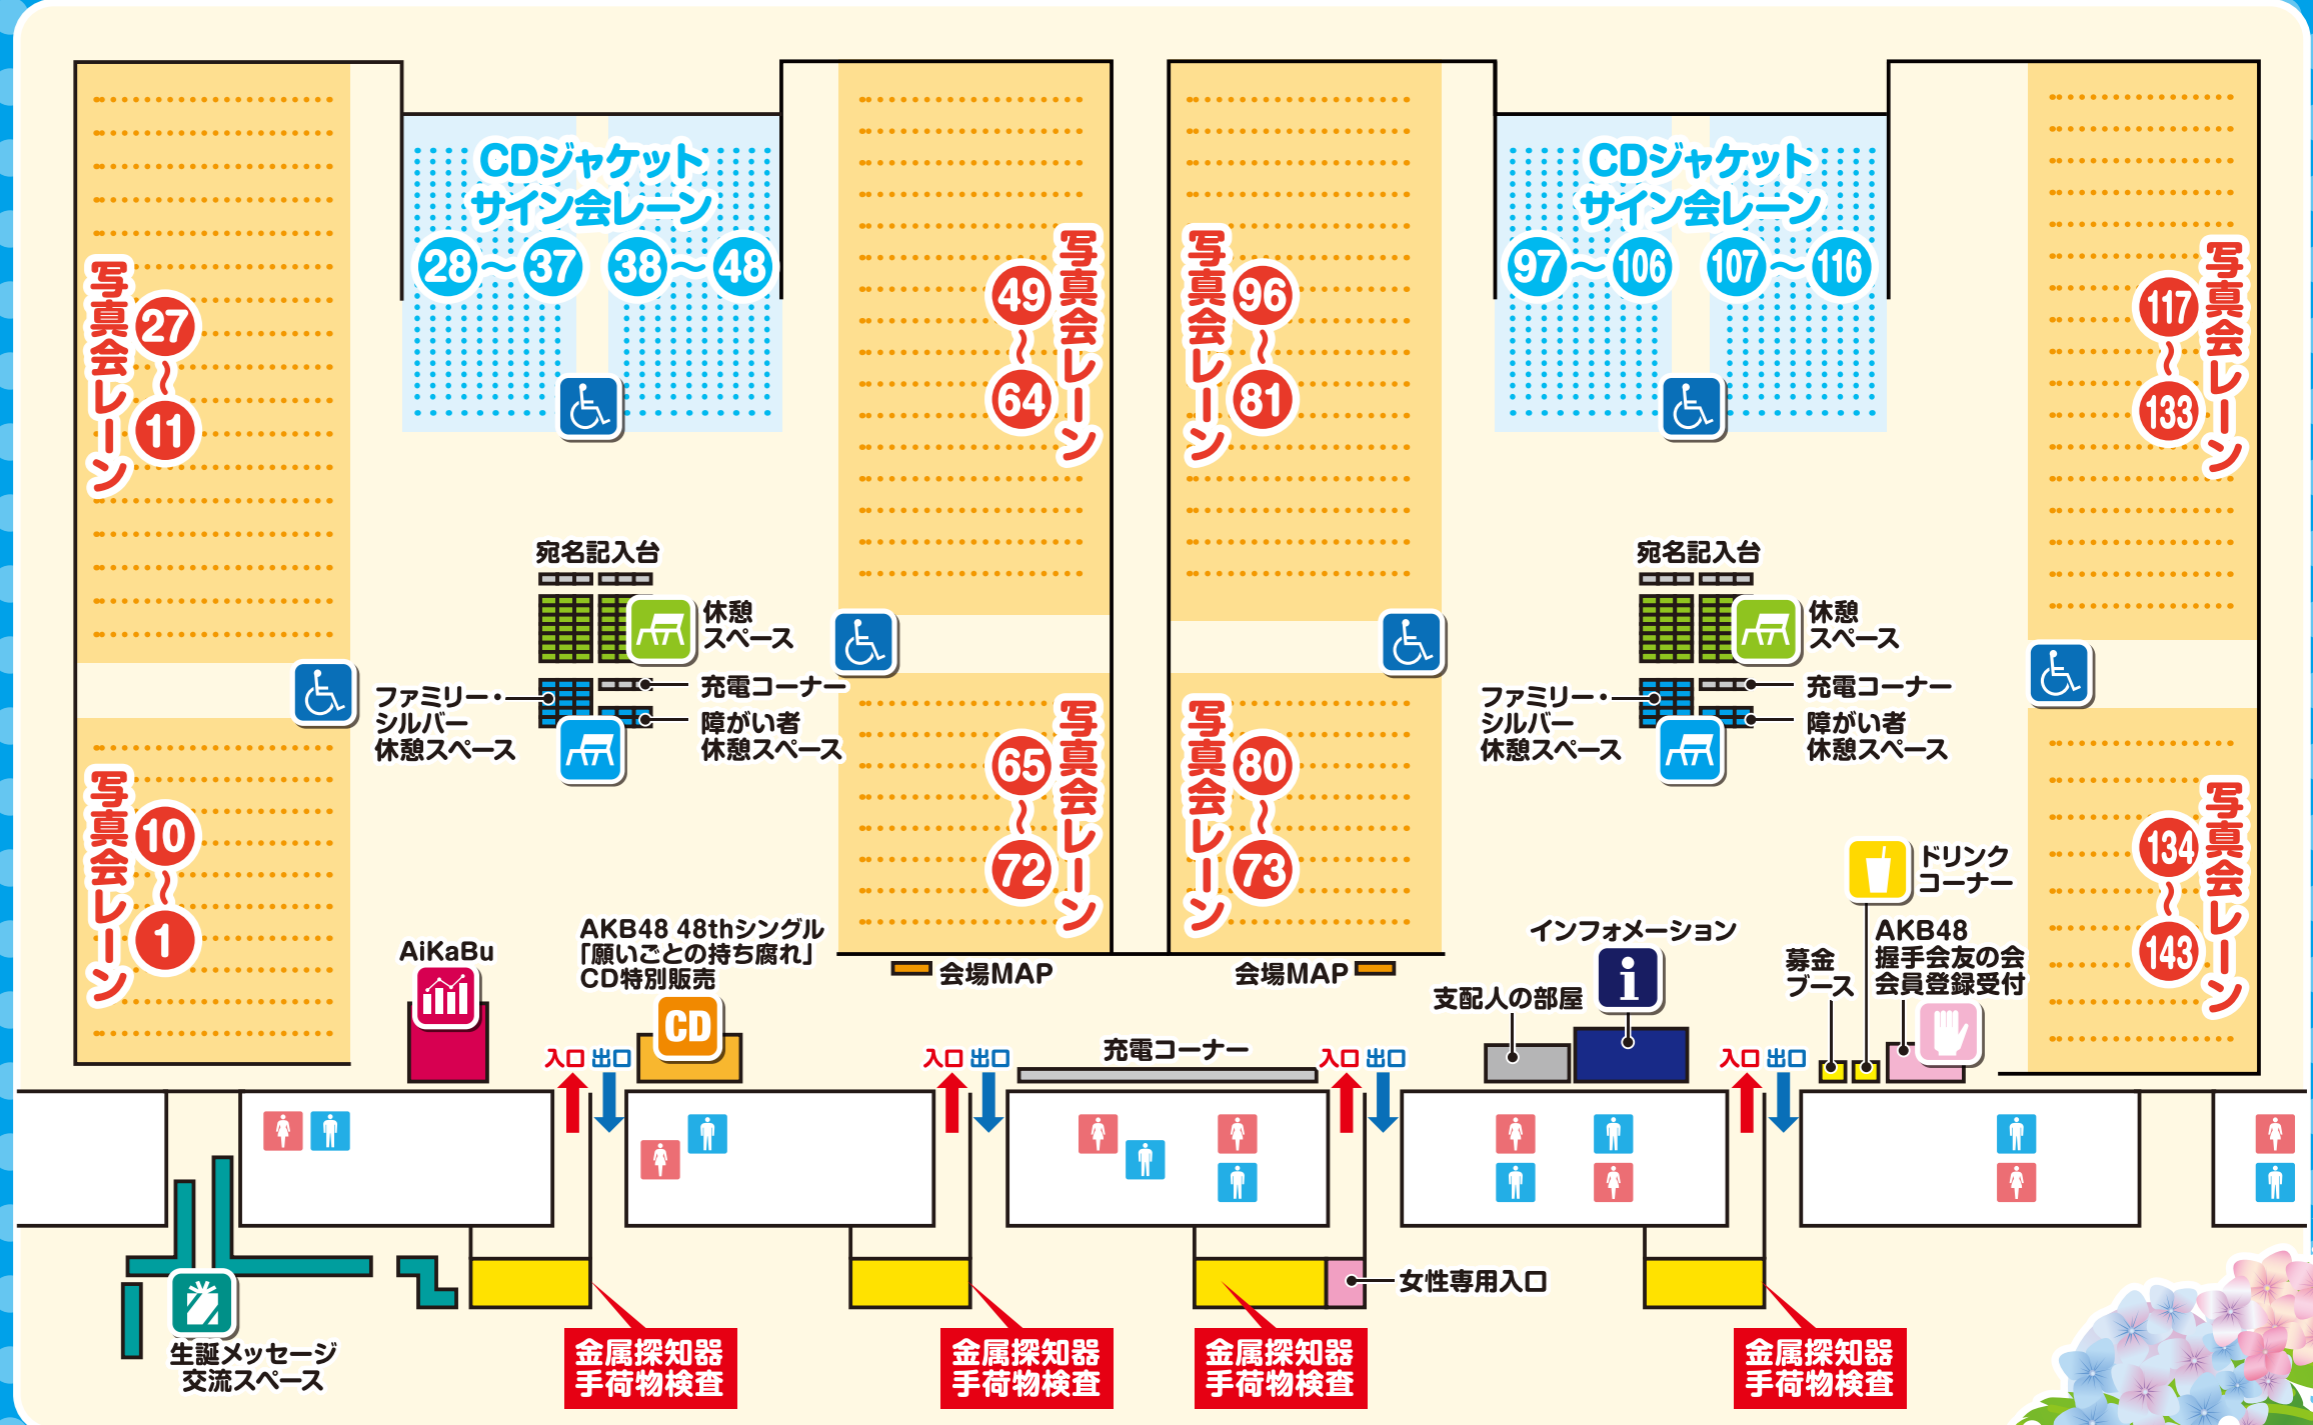 CDジャケット
サイン会レーン
28～37 38～48
CDジャケット
サイン会レーン
97～106 107～116
写真会レーン
27
～
11
写真会レーン
49
～
64
写真会レーン
96
～
81
写真会レーン
117
～
133
宛名記入台
休憩
スペース
充電コーナー
ファミリー・
シルバー
休憩スペース
障がい者
休憩スペース
宛名記入台
休憩
スペース
充電コーナー
ファミリー・
シルバー
休憩スペース
障がい者
休憩スペース
写真会レーン
10
～
1
写真会レーン
65
～
72
写真会レーン
80
～
73
写真会レーン
134
～
143
AiKaBu
AKB48 48thシングル
「願いごとの持ち腐れ」
CD特別販売
CD
会場MAP
会場MAP
支配人の部屋
インフォメーション
i
ドリンク
コーナー
募金
ブース
AKB48
握手会友の会
会員登録受付
入口 出口
入口 出口
充電コーナー
入口 出口
入口 出口
女性専用入口
生誕メッセージ
交流スペース
金属探知器
手荷物検査
金属探知器
手荷物検査
金属探知器
手荷物検査
金属探知器
手荷物検査